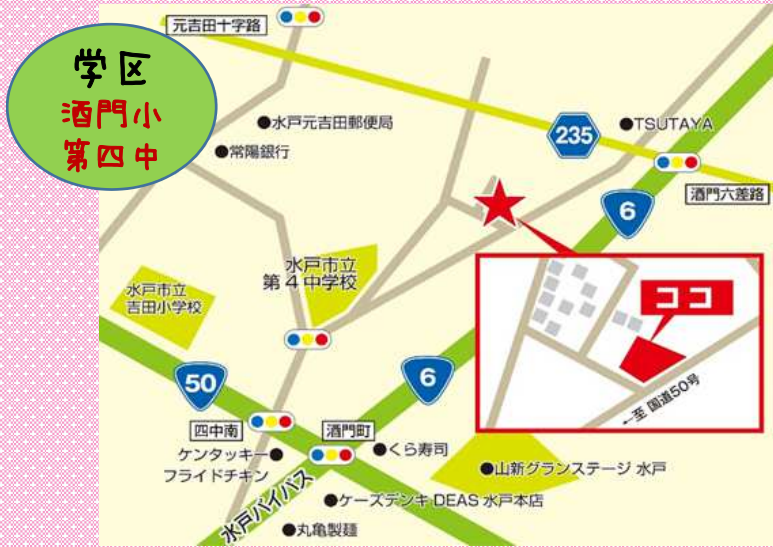 元吉田十字路
学区
酒門小
第四中
●水戸元吉田郵便局
●常陽銀行
235
●TSUTAYA
酒門六差路
6
水戸市立
第4中学校
水戸市立
吉田小学校
ココ
←至 国道50号
50
6
四中南
酒門町
ケンタッキー●
フライドチキン
●くら寿司
●山新グランステージ 水戸
水戸バイパス
●ケーズデンキ DEAS 水戸本店
●丸亀製麺